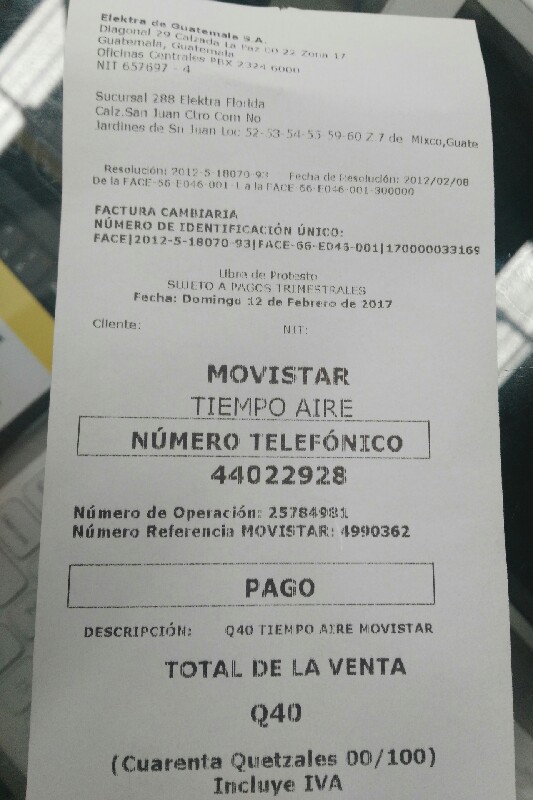 Elektra de Guatemala S.A.
Diagonal 29 Calzada La Paz 00 22 Zona 17
Guatemala, Guatemala
Oficinas Centrales PBX 2324 6000
NIT 657697 - 4
Sucursal 288 Elektra Florida
Calz.San Juan Ctro Com No
Jardines de Sn Juan Loc 52-53-54-55-59-60 Z.7 de Mixco,Guate
Resolución: 2012-5-18070-93 Fecha de Resolución: 2012/02/08
De la FACE-66-E046-001-1 a la FACE-66-E046-001-300000
FACTURA CAMBIARIA
NÚMERO DE IDENTIFICACIÓN ÚNICO:
FACE|2012-5-18070-93|FACE-66-E046-001|170000033169
Libre de Protesto
SUJETO A PAGOS TRIMESTRALES
Fecha: Domingo 12 de Febrero de 2017
Cliente: NIT:
MOVISTAR
TIEMPO AIRE
NÚMERO TELEFÓNICO
44022928
Número de Operación: 25784981
Número Referencia MOVISTAR: 4990362
PAGO
DESCRIPCIÓN: Q40 TIEMPO AIRE MOVISTAR
TOTAL DE LA VENTA
Q40
(Cuarenta Quetzales 00/100)
Incluye IVA